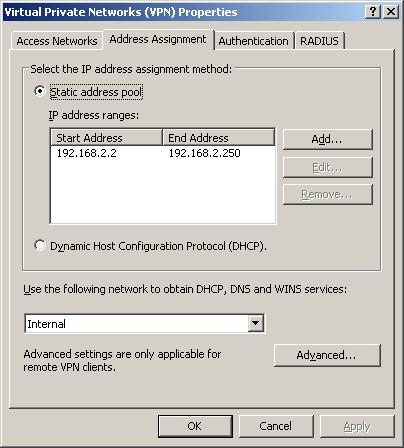 Virtual Private Networks (VPN) Properties
Access Networks Address Assignment Authentication RADIUS
Select the IP address assignment method:
Static address pool
IP address ranges:
Start Address End Address Add...
192.168.2.2 192.168.2.250
Edit...
Remove...
Dynamic Host Configuration Protocol (DHCP).
Use the following network to obtain DHCP, DNS and WINS services:
Internal
Advanced settings are only applicable for Advanced...
remote VPN clients.
OK Cancel Apply